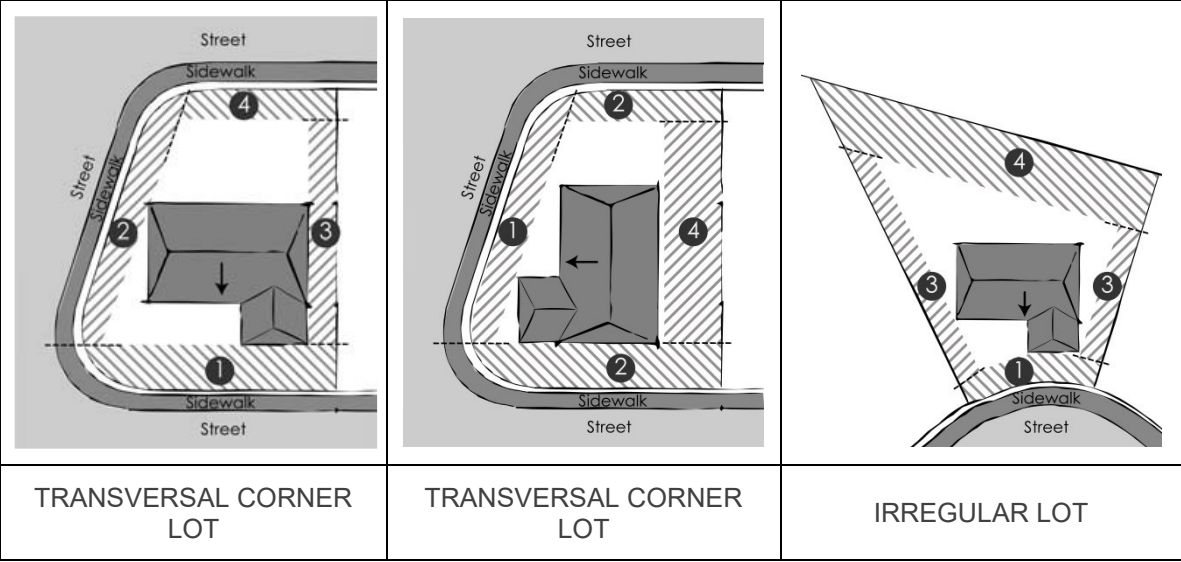 Street
Sidewalk
4
Street
Sidewalk
2
3
1
Sidewalk
Street
TRANSVERSAL CORNER
LOT
Street
Sidewalk
2
Street
Sidewalk
1
4
2
Sidewalk
Street
TRANSVERSAL CORNER
LOT
4
3
3
1
Sidewalk
Street
IRREGULAR LOT